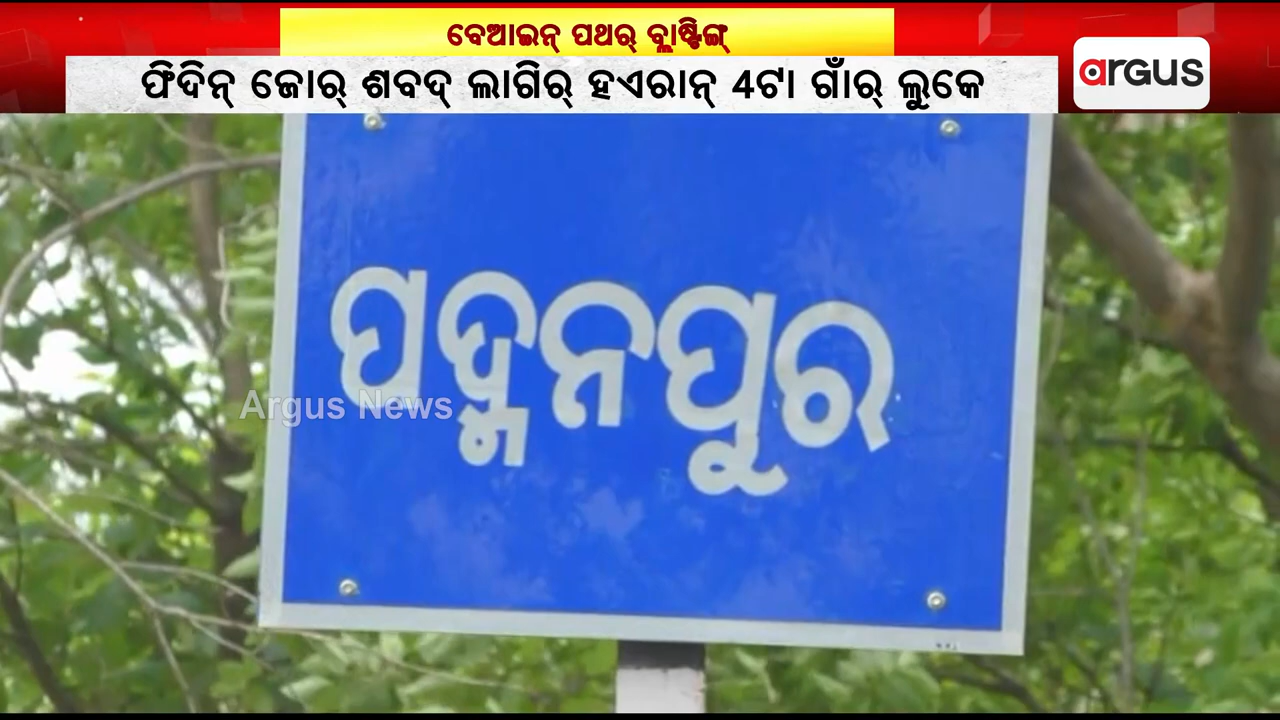 ବେଆଇନ୍ ପଥର୍ ବ୍ଲାଷ୍ଟିଙ୍ଗ୍
ଫିଦିନ୍ ଜୋର୍ ଶବଦ୍ ଲାଗିର୍ ହଏରାନ୍ 4ଟା ଗାଁର୍ ଲୁକେ
argus
ପଦ୍ମନପୁର
Argus News